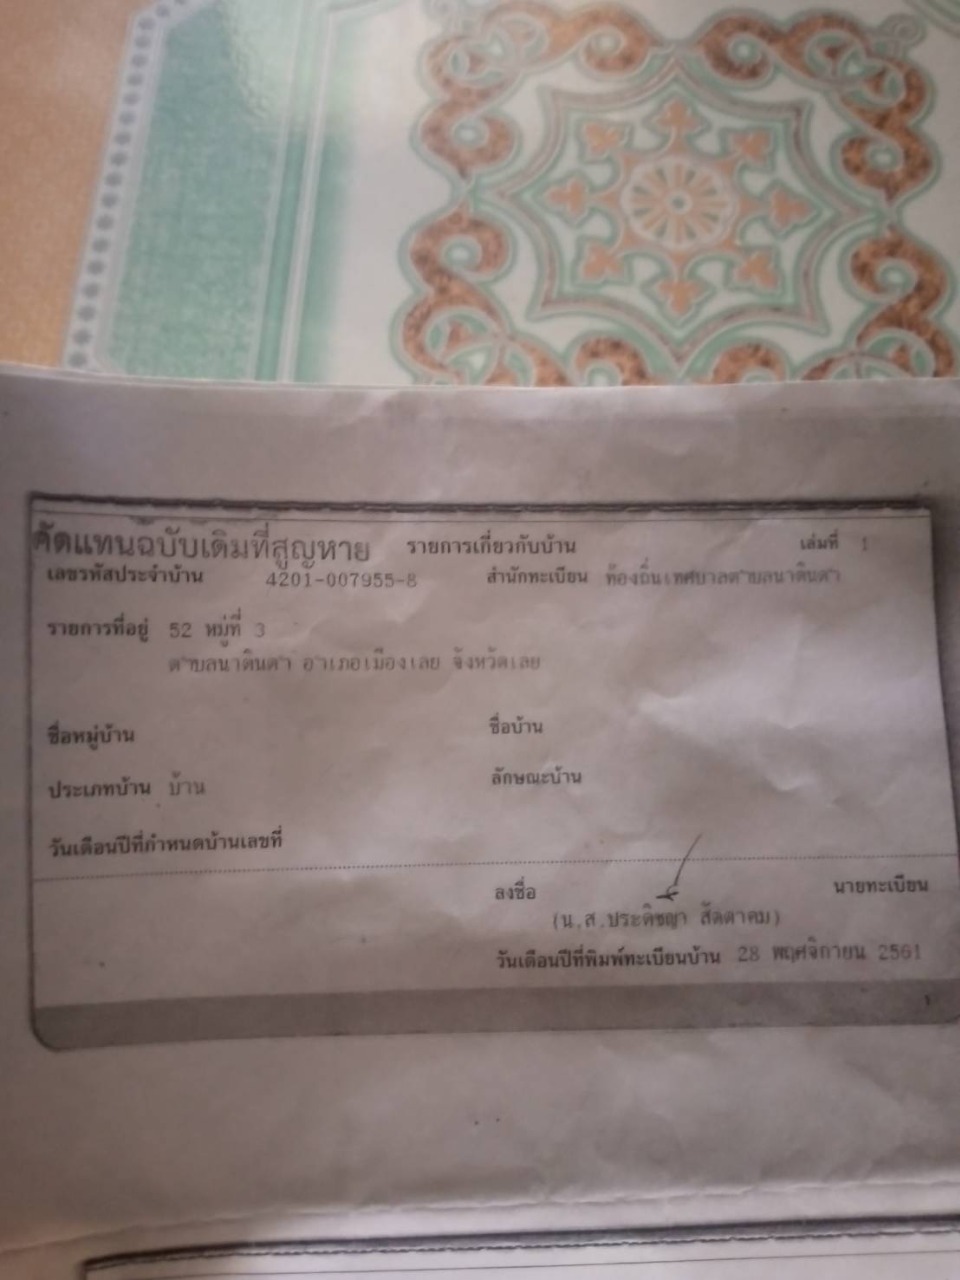 คัดแทนฉบับเดิมที่สูญหาย รายการเกี่ยวกับบ้าน เล่มที่ 1
เลขรหัสประจำบ้าน 4201-007955-8 สำนักทะเบียน ท้องถิ่นเทศบาลตำบลนาดินดำ
รายการที่อยู่ 52 หมู่ที่ 3
ตำบลนาดินดำ อำเภอเมืองเลย จังหวัดเลย
ชื่อหมู่บ้าน ชื่อบ้าน
ประเภทบ้าน บ้าน ลักษณะบ้าน
วันเดือนปีที่กำหนดบ้านเลขที่
ลงชื่อ นายทะเบียน
(น.ส.ประดิชญา สัตตาคม)
วันเดือนปีที่พิมพ์ทะเบียนบ้าน 28 พฤศจิกายน 2561
1